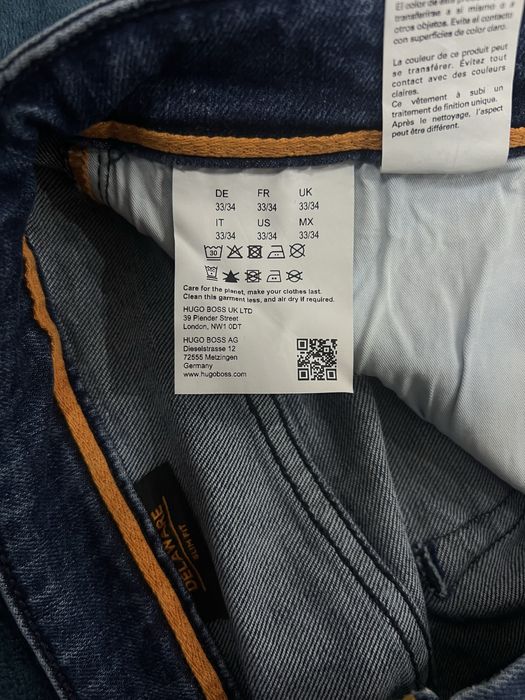 El color de este
transferirse a sí mismo o a
otros objetos. Evite el contacto
con superficies de color claro.
La couleur de ce produit peut
se transférer. Évitez tout
contact avec des couleurs
claires.
Ce vêtement à subi un
traitement de finition unique.
Après le nettoyage, l'aspect
peut être différent.
DE FR UK
33/34 33/34 33/34
IT US MX
33/34 33/34 33/34
30
Care for the planet, make your clothes last.
Clean this garment less, and air dry if required.
HUGO BOSS UK LTD
39 Plender Street
London, NW1 0DT
HUGO BOSS AG
Dieselstrasse 12
72555 Metzingen
Germany
www.hugoboss.com
DELAWARE
SLIM FIT